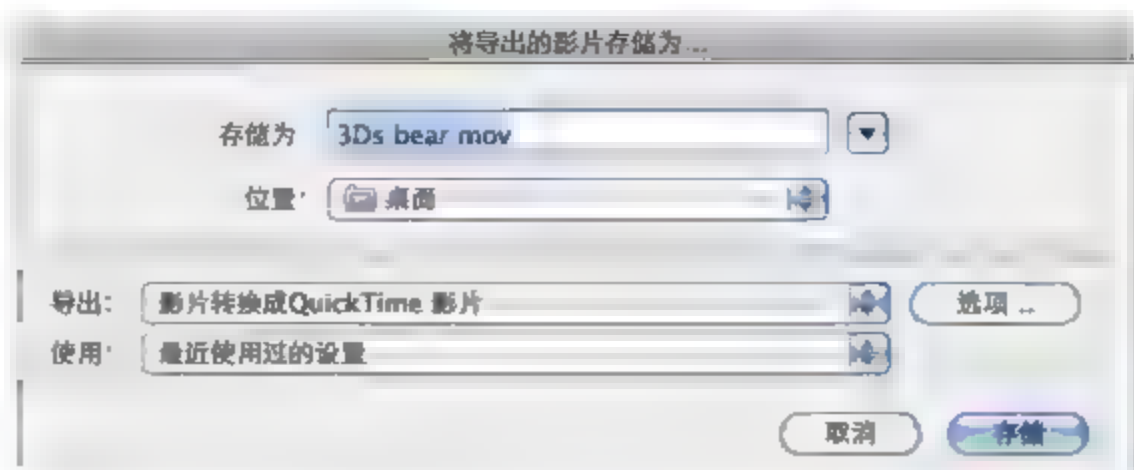 将导出的影片存储为...
存储为 3Ds bear mov
位置: 桌面
导出: 影片转换成QuickTime 影片 选项...
使用: 最近使用过的设置
取消 存储